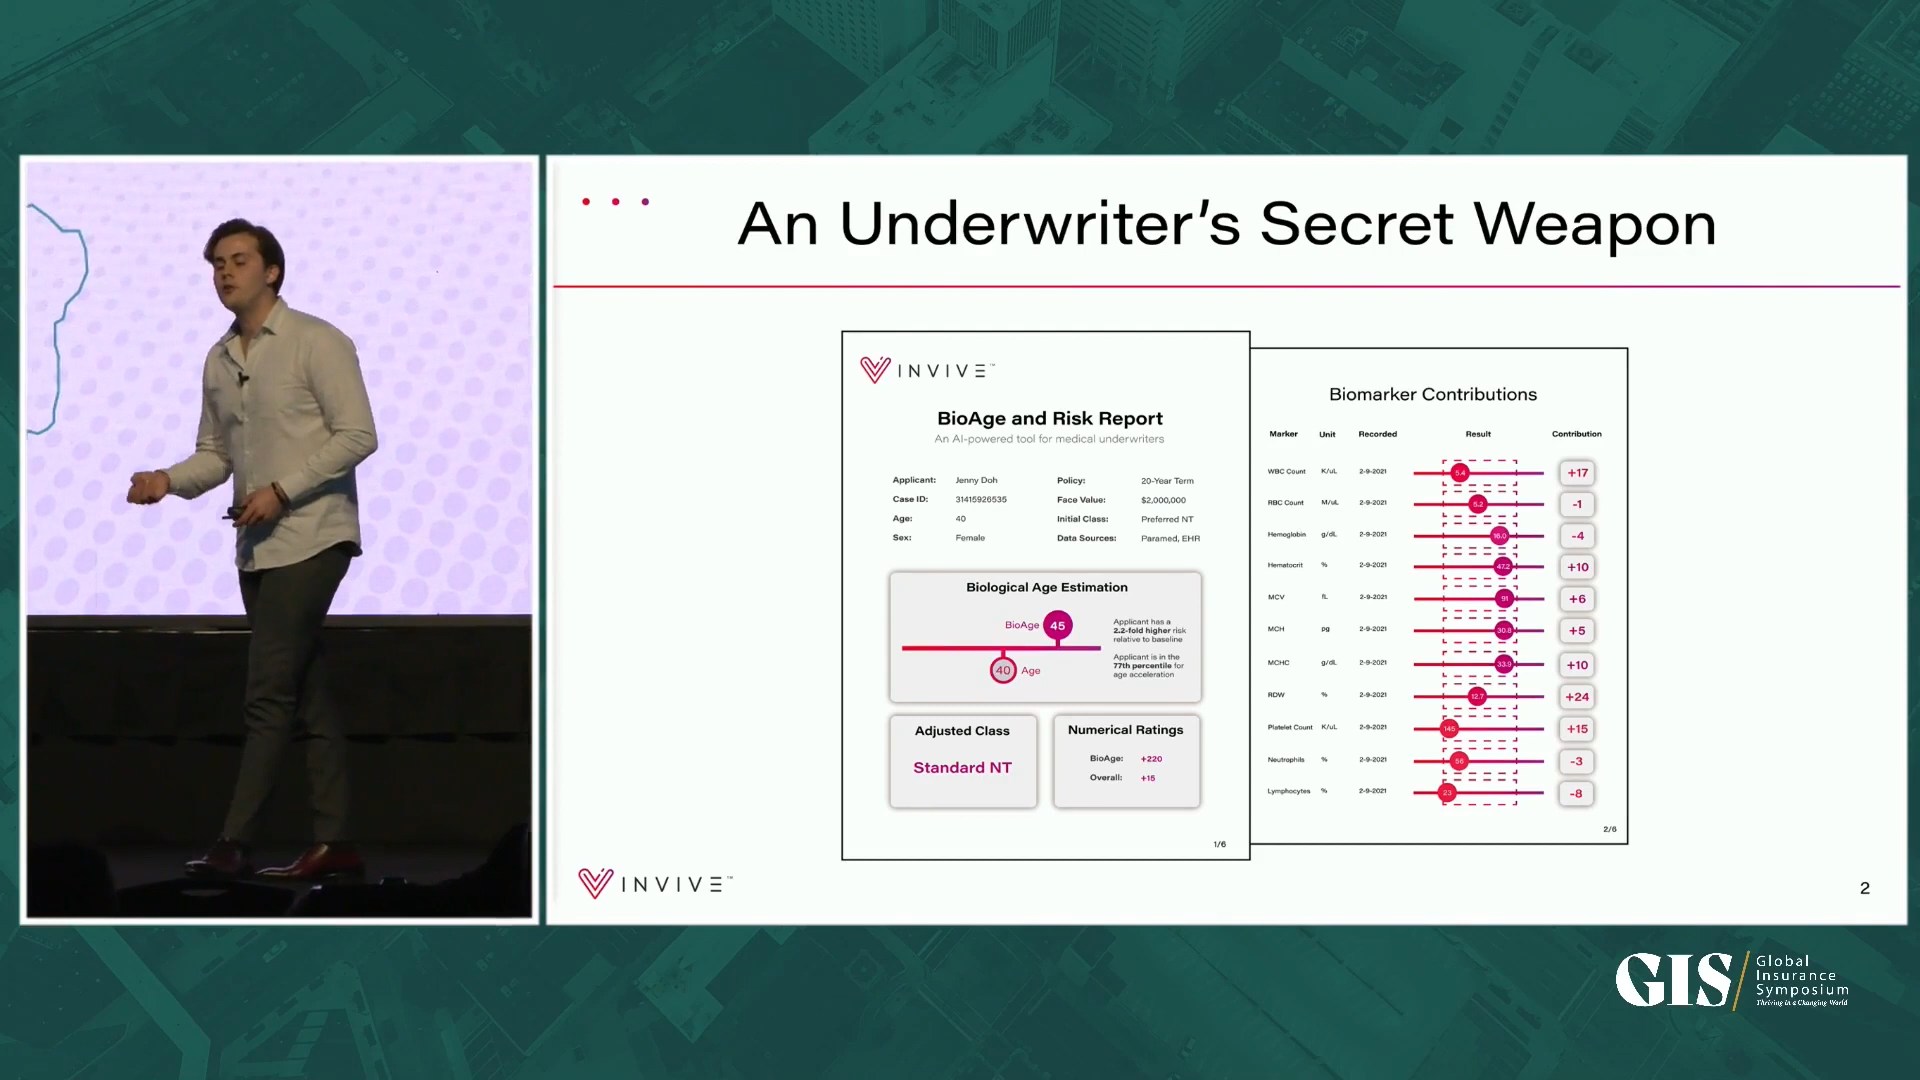 An Underwriter's Secret Weapon
INVIVE™
BioAge and Risk Report
An AI-powered tool for medical underwriters
Applicant: Jenny Doh Policy: 20-Year Term
Case ID: 31415926535 Face Value: $2,000,000
Age: 40 Initial Class: Preferred NT
Sex: Female Data Sources: Paramed, EHR
Biological Age Estimation
BioAge 45
40 Age
Applicant has a
2.2-fold higher risk
relative to baseline
Applicant is in the
77th percentile for
age acceleration
Adjusted Class
Standard NT
Numerical Ratings
BioAge: +220
Overall: +15
1/6
Biomarker Contributions
Marker Unit Recorded Result Contribution
WBC Count K/uL 2-9-2021 5.4 +17
RBC Count M/uL 2-9-2021 5.2 -1
Hemoglobin g/dL 2-9-2021 16.0 -4
Hematocrit % 2-9-2021 47.2 +10
MCV fL 2-9-2021 91 +6
MCH pg 2-9-2021 30.8 +5
MCHC g/dL 2-9-2021 33.9 +10
RDW % 2-9-2021 12.7 +24
Platelet Count K/uL 2-9-2021 145 +15
Neutrophils % 2-9-2021 56 -3
Lymphocytes % 2-9-2021 23 -8
2/6
INVIVE™
2
GIS
Global
Insurance
Symposium
Thriving in a Changing World